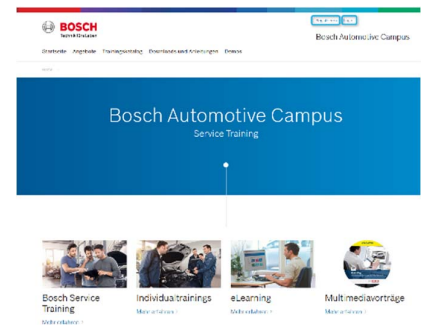 BOSCH
Technik fürs Leben
Bosch Automotive Campus
Startseite Angebote Trainingskatalog Downloads und Anleitungen Demos
Bosch Automotive Campus
Service Training
Bosch Service Training
Individualtrainings
eLearning
Multimediavorträge
Mehr erfahren
Mehr erfahren
Mehr erfahren
Mehr erfahren